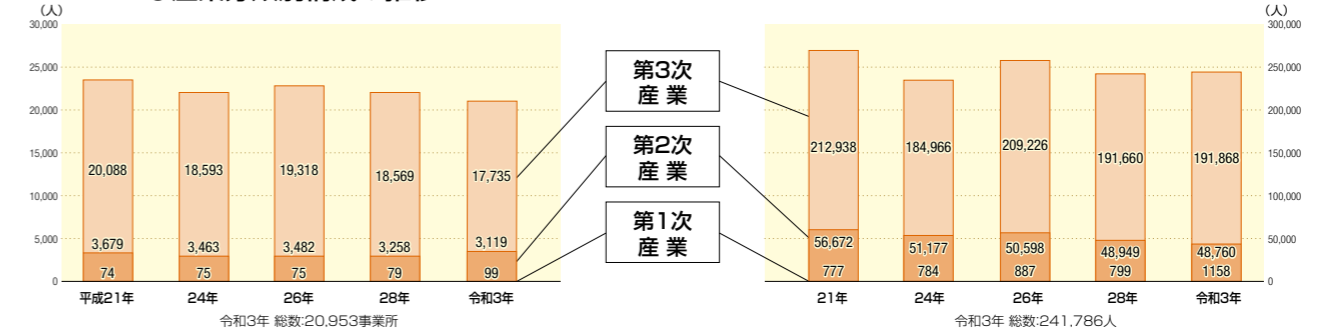 (人)
30,000
25,000
20,000
15,000
10,000
5,000
0
20,088
18,593
19,318
18,569
17,735
3,679
3,463
3,482
3,258
3,119
74
75
75
79
99
平成21年
24年
26年
28年
令和3年
令和3年 総数:20,953事業所
第3次
産 業
第2次
産 業
第1次
産 業
(人)
300,000
250,000
200,000
150,000
100,000
50,000
0
212,938
184,966
209,226
191,660
191,868
56,672
51,177
50,598
48,949
48,760
777
784
887
799
1158
21年
24年
26年
28年
令和3年
令和3年 総数:241,786人